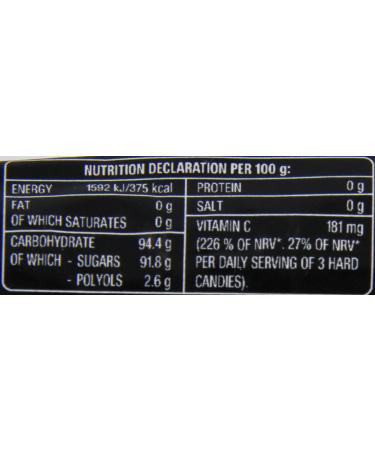 NUTRITION DECLARATION PER 100 g:
ENERGY 1592 kJ/375 kcal
FAT 0 g
OF WHICH SATURATES 0 g
CARBOHYDRATE 94.4 g
OF WHICH - SUGARS 91.8 g
- POLYOLS 2.6 g
PROTEIN 0 g
SALT 0 g
VITAMIN C 181 mg
(226 % OF NRV*. 27% OF NRV*
PER DAILY SERVING OF 3 HARD
CANDIES).